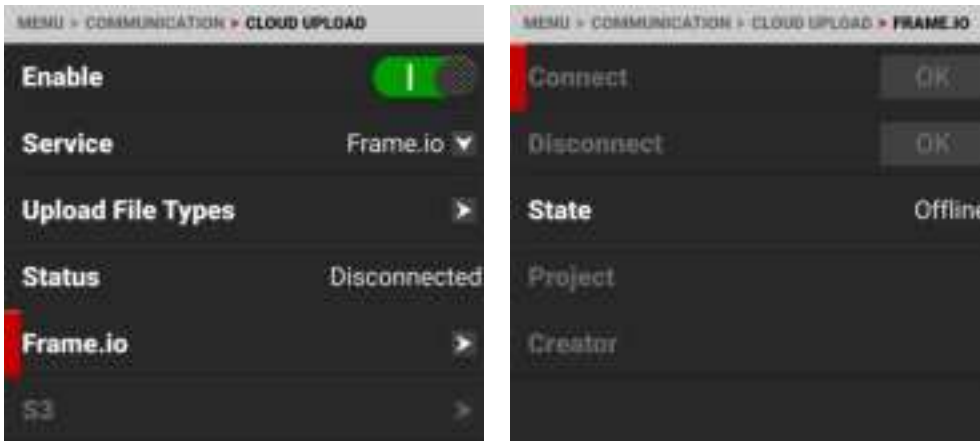 MENU > COMMUNICATION > CLOUD UPLOAD
Enable
Service Frame.io
Upload File Types
Status Disconnected
Frame.io
S3
MENU > COMMUNICATION > CLOUD UPLOAD > FRAME.IO
Connect OK
Disconnect OK
State Offline
Project
Creator